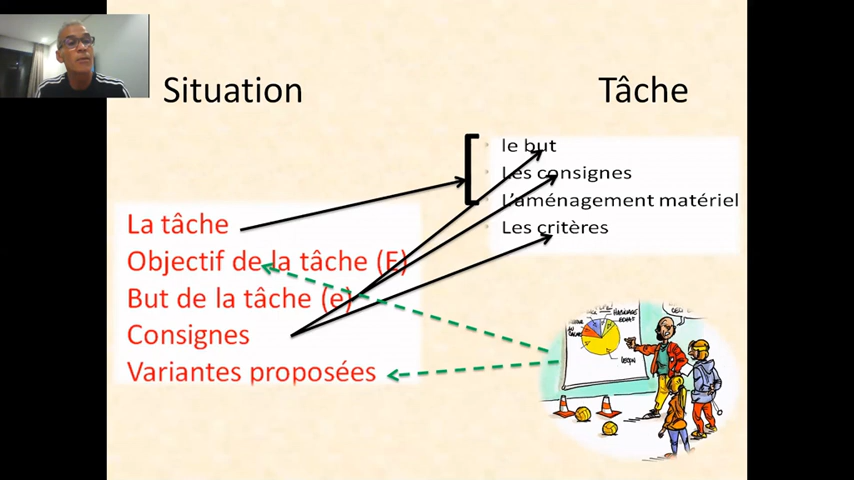 Situation
Tâche
le but
Les consignes
L'aménagement matériel
Les critères
La tâche
Objectif de la tâche (E)
But de la tâche (e)
Consignes
Variantes proposées